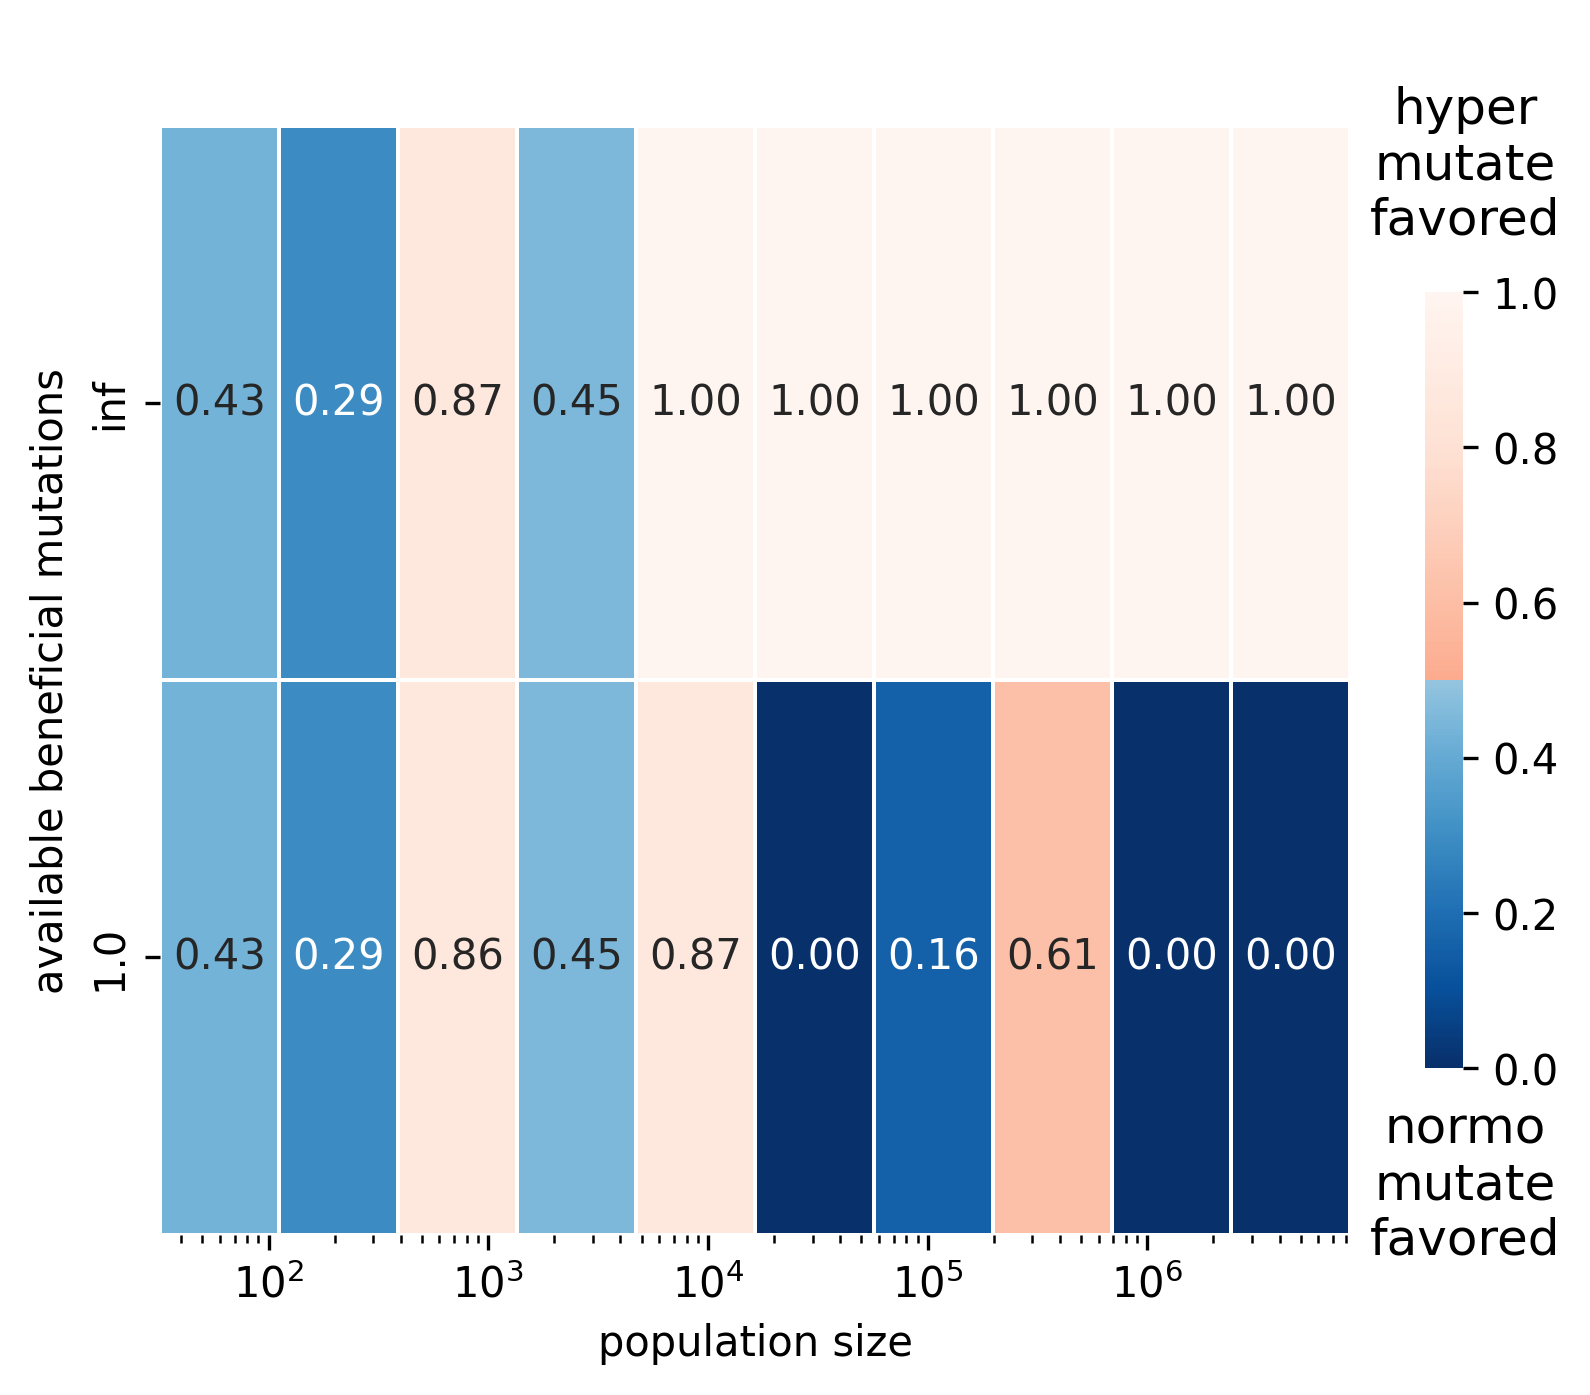 hyper
mutate
favored
1.0
0.8
0.6
0.4
0.2
0.0
normo
mutate
favored
available beneficial mutations
inf
0.43 0.29 0.87 0.45 1.00 1.00 1.00 1.00 1.00 1.00
1.0
0.43 0.29 0.86 0.45 0.87 0.00 0.16 0.61 0.00 0.00
10² 10³ 10⁴ 10⁵ 10⁶
population size